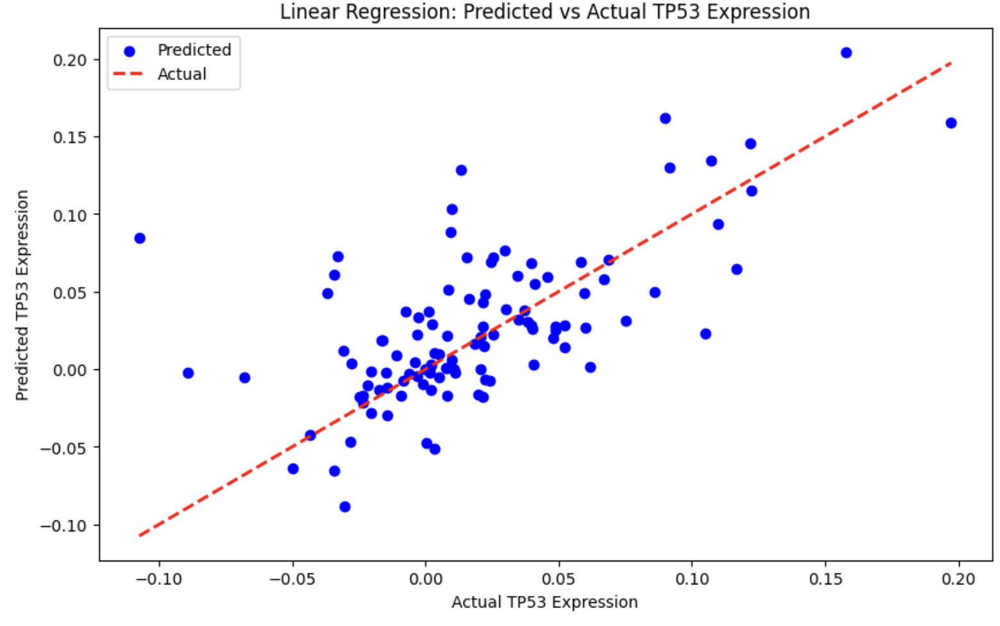 Linear Regression: Predicted vs Actual TP53 Expression
Predicted
Actual
Predicted TP53 Expression
0.20
0.15
0.10
0.05
0.00
−0.05
−0.10
−0.10
−0.05
0.00
0.05
0.10
0.15
0.20
Actual TP53 Expression